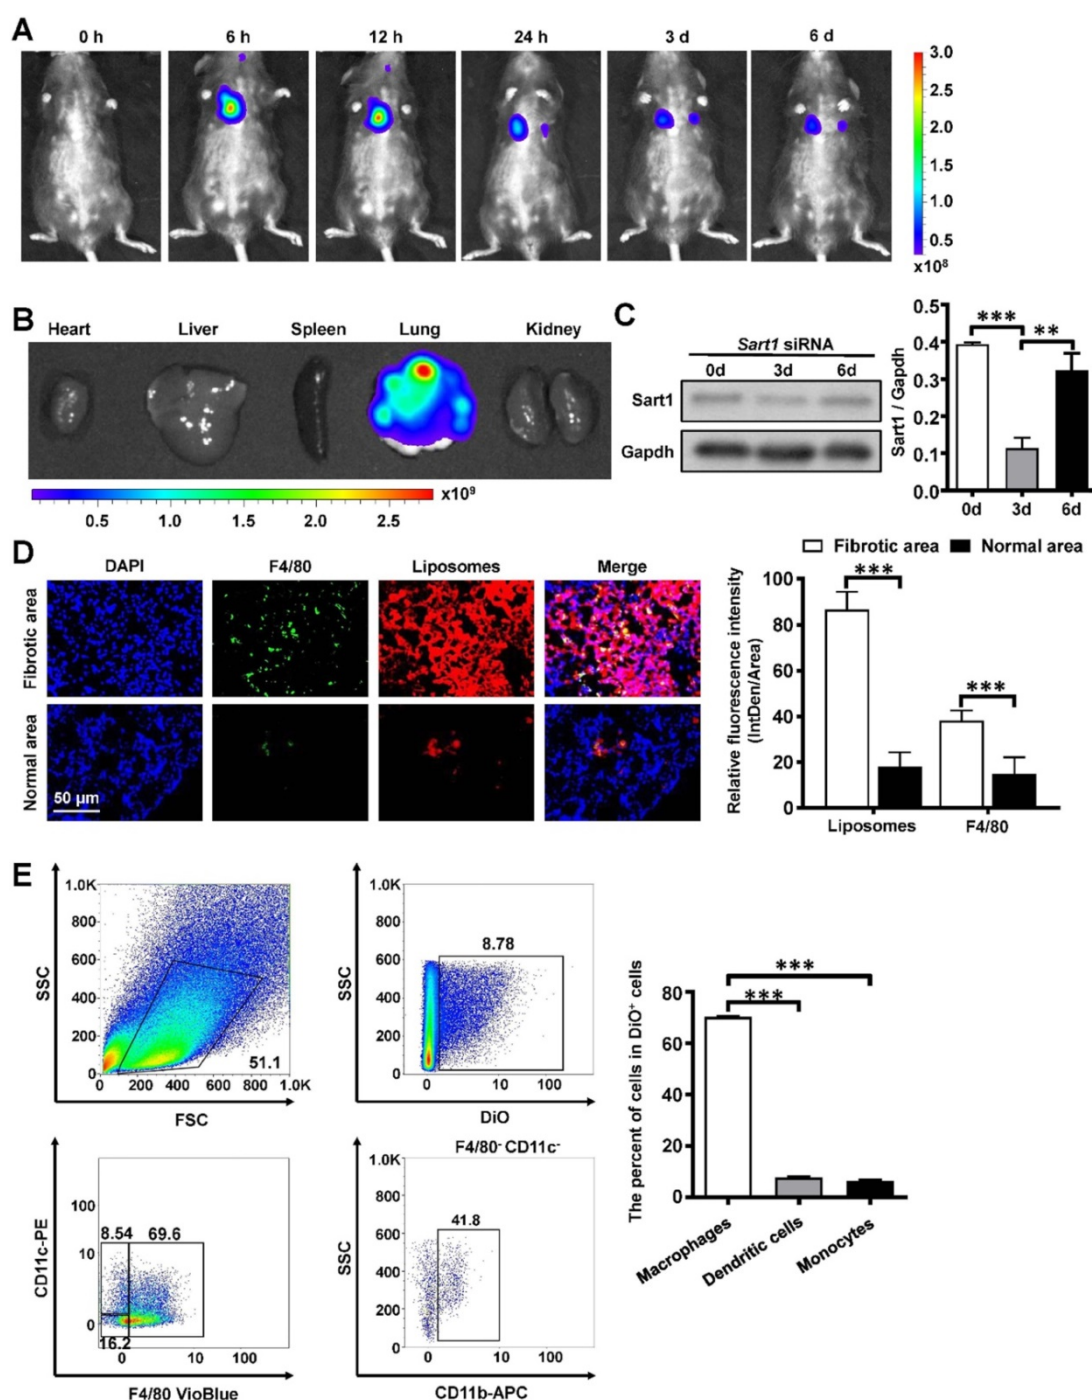 A
0 h 6 h 12 h 24 h 3 d 6 d
3.0
2.0
1.5
1.0
0.5
x10⁸
B
Heart Liver Spleen Lung Kidney
0.5 1.0 1.5 2.0 2.5 x10⁹
C
Sart1 siRNA
0d 3d 6d
Sart1
Gapdh
Sart1 / Gapdh
0.5
0.4
0.3
0.2
0.1
0.0
*** **
0d 3d 6d
D
DAPI F4/80 Liposomes Merge
Fibrotic area
Normal area
50 µm
Fibrotic area Normal area
Relative fluorescence intensity
(IntDen/Area)
100
80
60
40
20
0
***
***
Liposomes F4/80
E
SSC
1.0K
800
600
400
200
0
51.1
0 200 400 600 800 1.0K
FSC
SSC
1.0K
800
600
400
200
0
8.78
0 10 100
DiO
CD11c-PE
100
10
0
8.54 69.6
16.2
0 10 100
F4/80 VioBlue
F4/80⁻ CD11c⁻
SSC
1.0K
800
600
400
200
0
41.8
0 10 100
CD11b-APC
The percent of cells in DiO⁺ cells
80
60
40
20
0
***
***
Macrophages
Dendritic cells
Monocytes